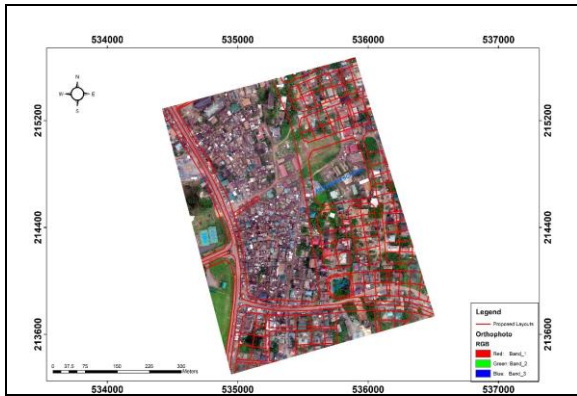 534000 535000 536000 537000
N
W E
S
215200 215200
214400 214400
213600 213600
Legend
Proposed Layouts
Orthophoto
RGB
Red: Band_1
Green: Band_2
Blue: Band_3
0 37.5 75 150 225 300
Meters
534000 535000 536000 537000